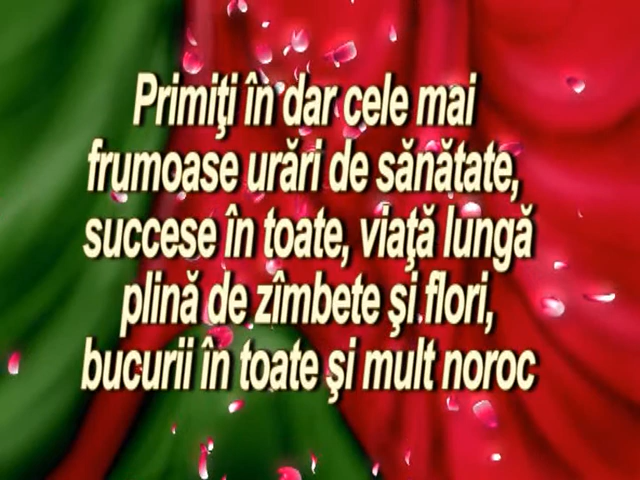 Primiţi în dar cele mai
frumoase urări de sănătate,
succese în toate, viaţă lungă
plină de zîmbete şi flori,
bucurii în toate şi mult noroc